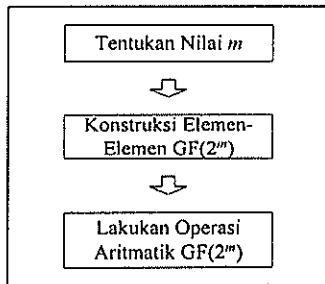 Tentukan Nilai m
Konstruksi Elemen-
Elemen GF(2^m)
Lakukan Operasi
Aritmatik GF(2^m)